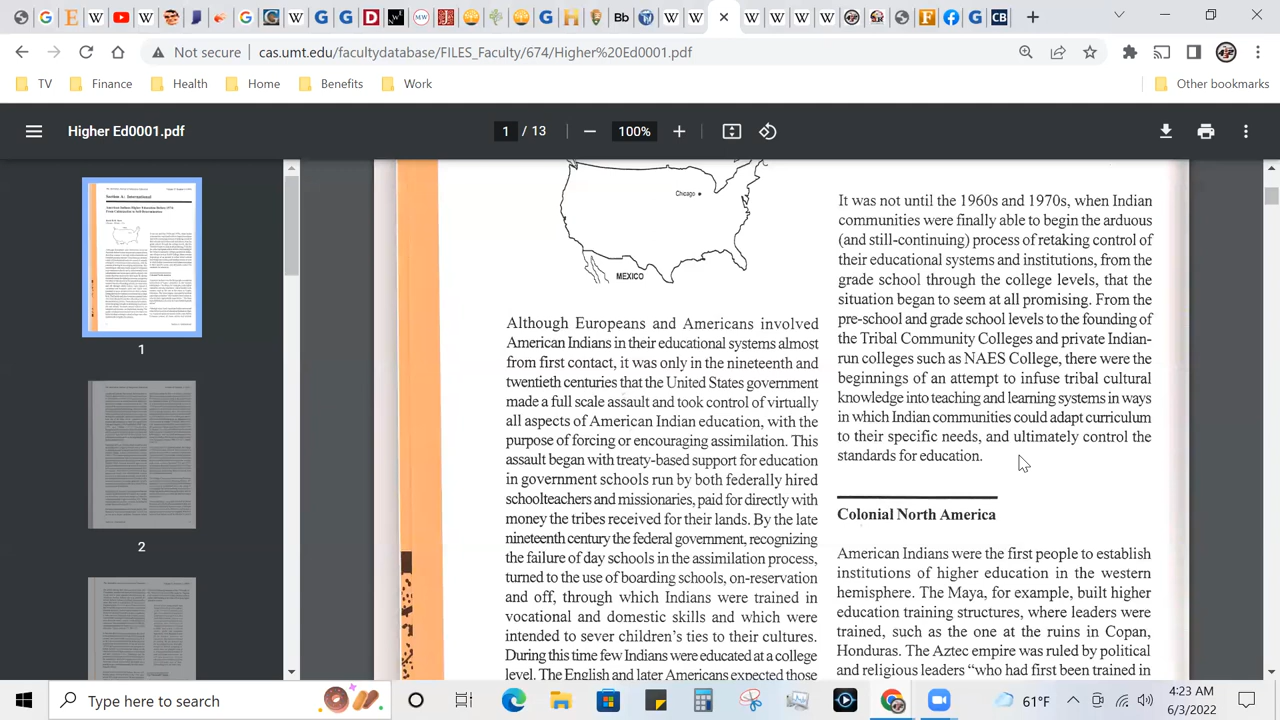 Not secure
cas.umt.edu/facultydatabase/FILES_Faculty/674/Higher%20Ed0001.pdf
TV
Finance
Health
Home
Benefits
Work
Other bookmarks
Higher Ed0001.pdf
1 / 13
100%
1
2
Chicago
MEXICO
Although Europeans and Americans involved
American Indians in their educational systems almost
from first contact, it was only in the nineteenth and
twentieth centuries that the United States government
made a full scale assault and took control of virtually
all aspects of American Indian education, with the
purpose of forcing or encouraging assimilation. This
assault began with treaty-based support for education
in government schools run by both federally hired
schoolteachers and missionaries, paid for directly with
money the tribes received for their lands. By the late
nineteenth century the federal government, recognizing
the failure of day schools in the assimilation process,
turned to the use of boarding schools, on-reservation
and off, through which Indians were trained in
vocational and domestic skills and which were
intended to sever children's ties to their cultures.
During this time few Indians were educated at a college
level. The English and later Americans expected those
It was not until the 1960s and 1970s, when Indian
communities were finally able to begin the arduous
(and still-continuing) process of taking control of
their educational systems and institutions, from the
grade school through the college levels, that the
situation began to seem at all promising. From the
pre-school and grade school levels to the founding of
the Tribal Community Colleges and private Indian-
run colleges such as NAES College, there were the
beginnings of an attempt to infuse tribal cultural
knowledge into teaching and learning systems in ways
in which Indian communities could adapt curriculum
to their specific needs, and ultimately control the
standards for education.
Colonial North America
American Indians were the first people to establish
institutions of higher education in the western
hemisphere. The Maya, for example, built higher
education training structures, where leaders were
trained, such as the one at the ruins in Copan,
Honduras. The Aztec empire was ruled by political
and religious leaders "who had first been trained in
Type here to search
61°F
4:23 AM
6/3/2022